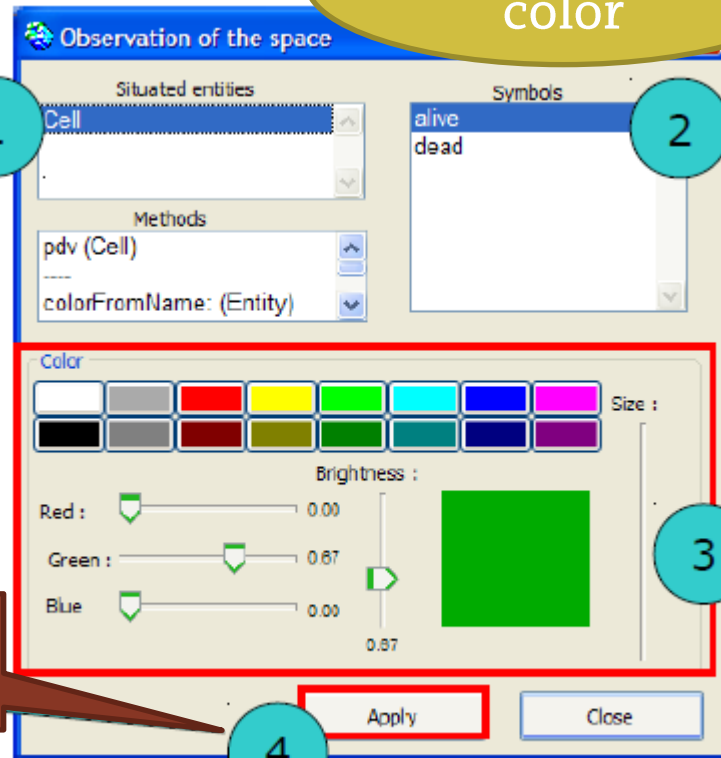 color
Observation of the space
Situated entities
Symbols
Cell
alive
dead
2
Methods
pdv (Cell)
----
colorFromName: (Entity)
Color
Size :
Brightness :
Red :
0.00
Green :
0.67
Blue
0.00
0.67
3
Apply
Close
4